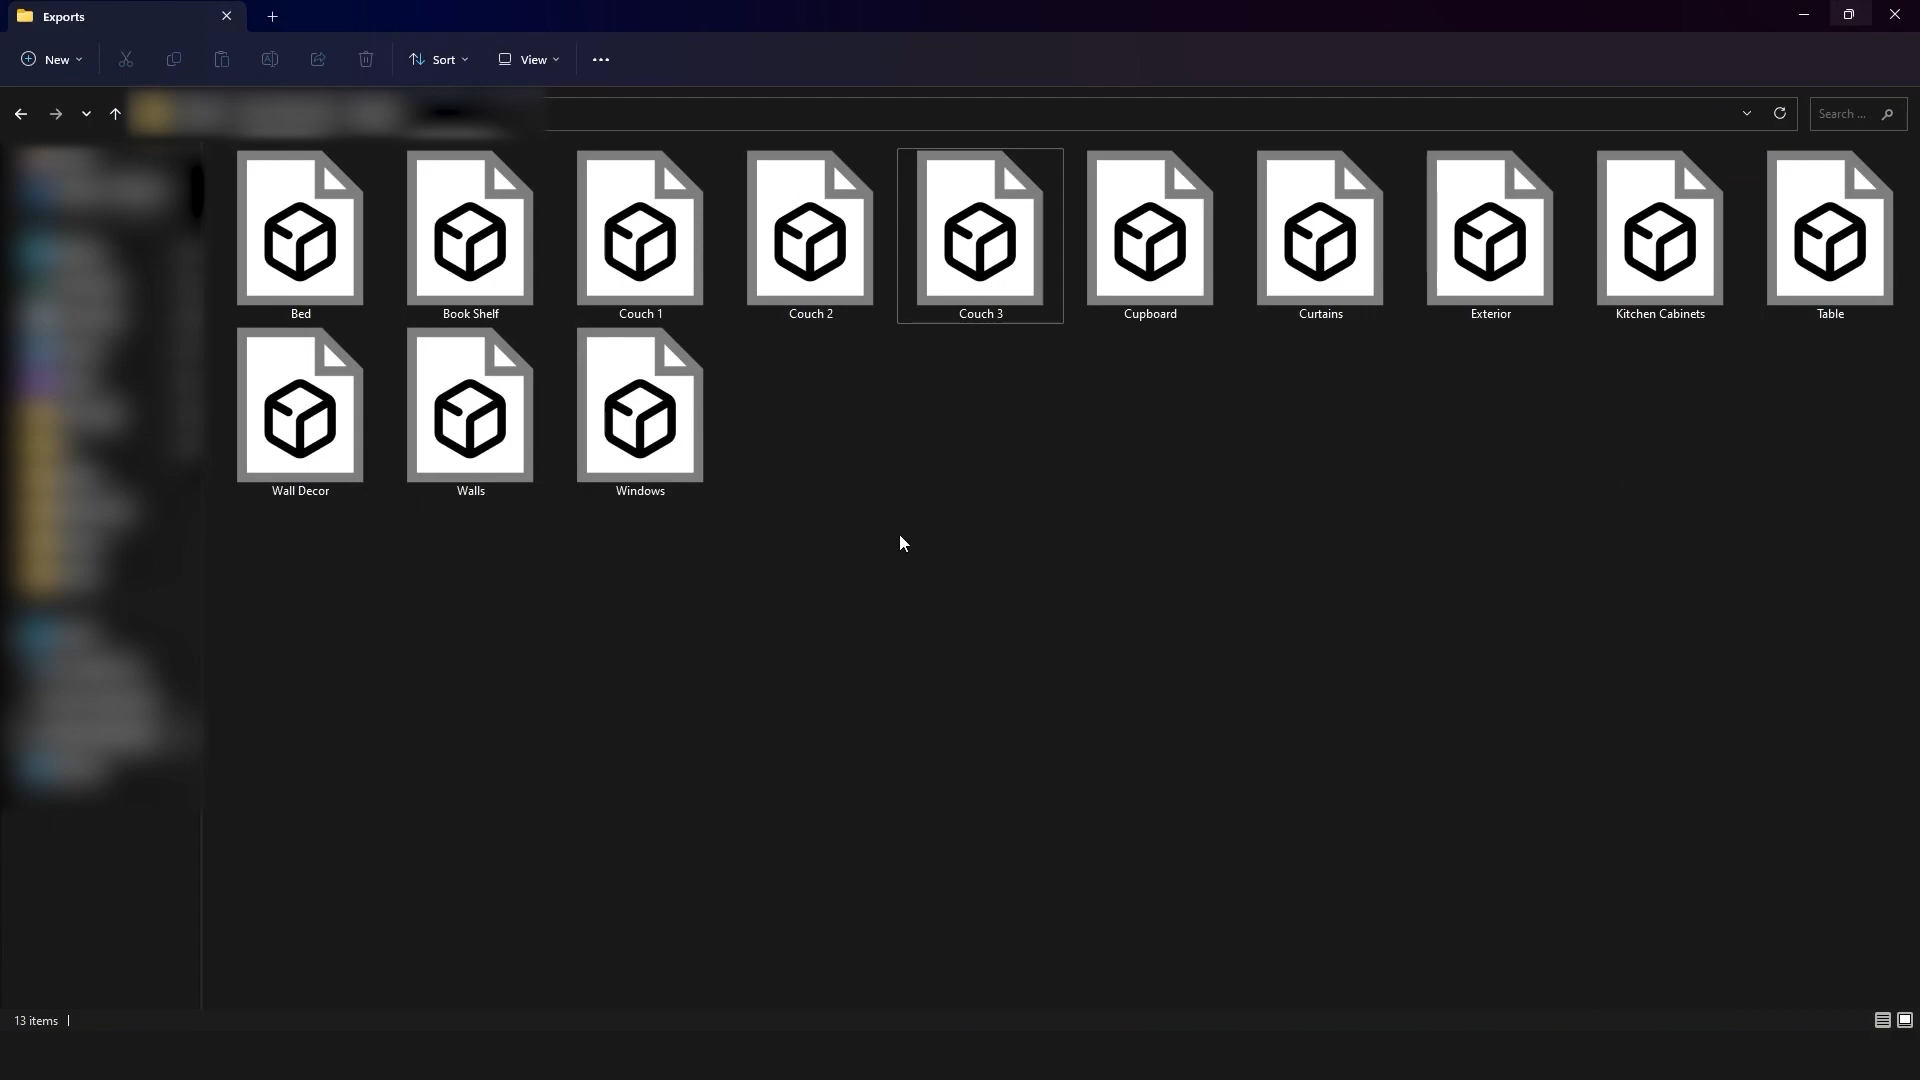 Exports
New
Sort
View
Search ...
Bed
Book Shelf
Couch 1
Couch 2
Couch 3
Cupboard
Curtains
Exterior
Kitchen Cabinets
Table
Wall Decor
Walls
Windows
13 items